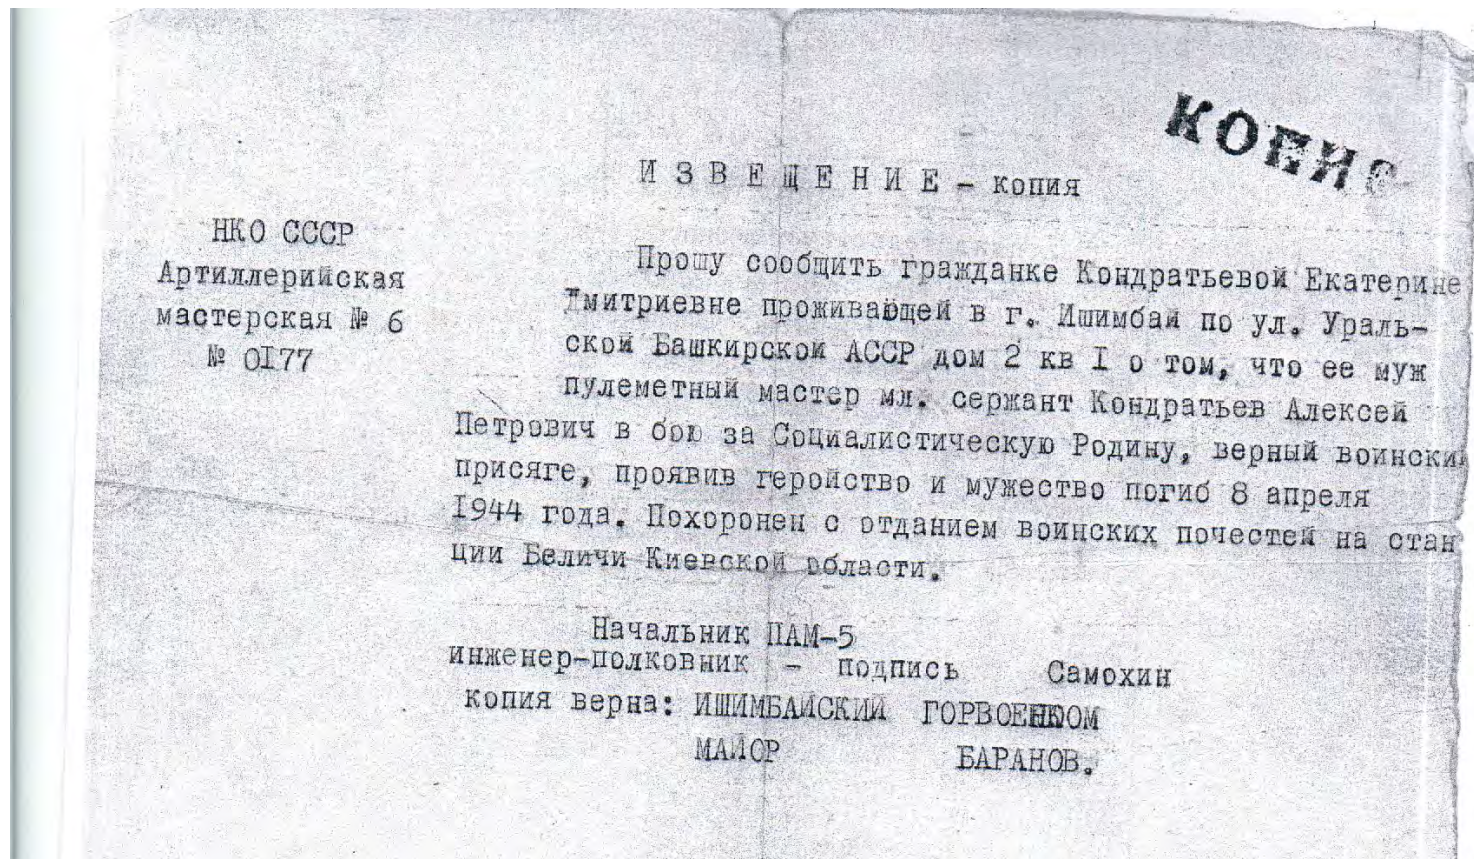 КОПИЯ
ИЗВЕЩЕНИЕ - копия
НКО СССР
Артиллерийская
мастерская № 6
№ 0I77
Прошу сообщить гражданке Кондратьевой Екатерине
Дмитриевне проживающей в г. Ишимбай по ул. Ураль-
ской Башкирской АССР дом 2 кв I о том, что ее муж
пулеметный мастер мл. сержант Кондратьев Алексей
Петрович в бою за Социалистическую Родину, верный воинский
присяге, проявив геройство и мужество погиб 8 апреля
I944 года. Похоронен с отданием воинских почестей на стан
ции Беличи Киевской области.
Начальник ПАМ-5
инженер-полковник - подпись Самохин
копия верна: ИШИМБАЙСКИЙ ГОРВОЕНКОМ
МАЙОР БАРАНОВ.